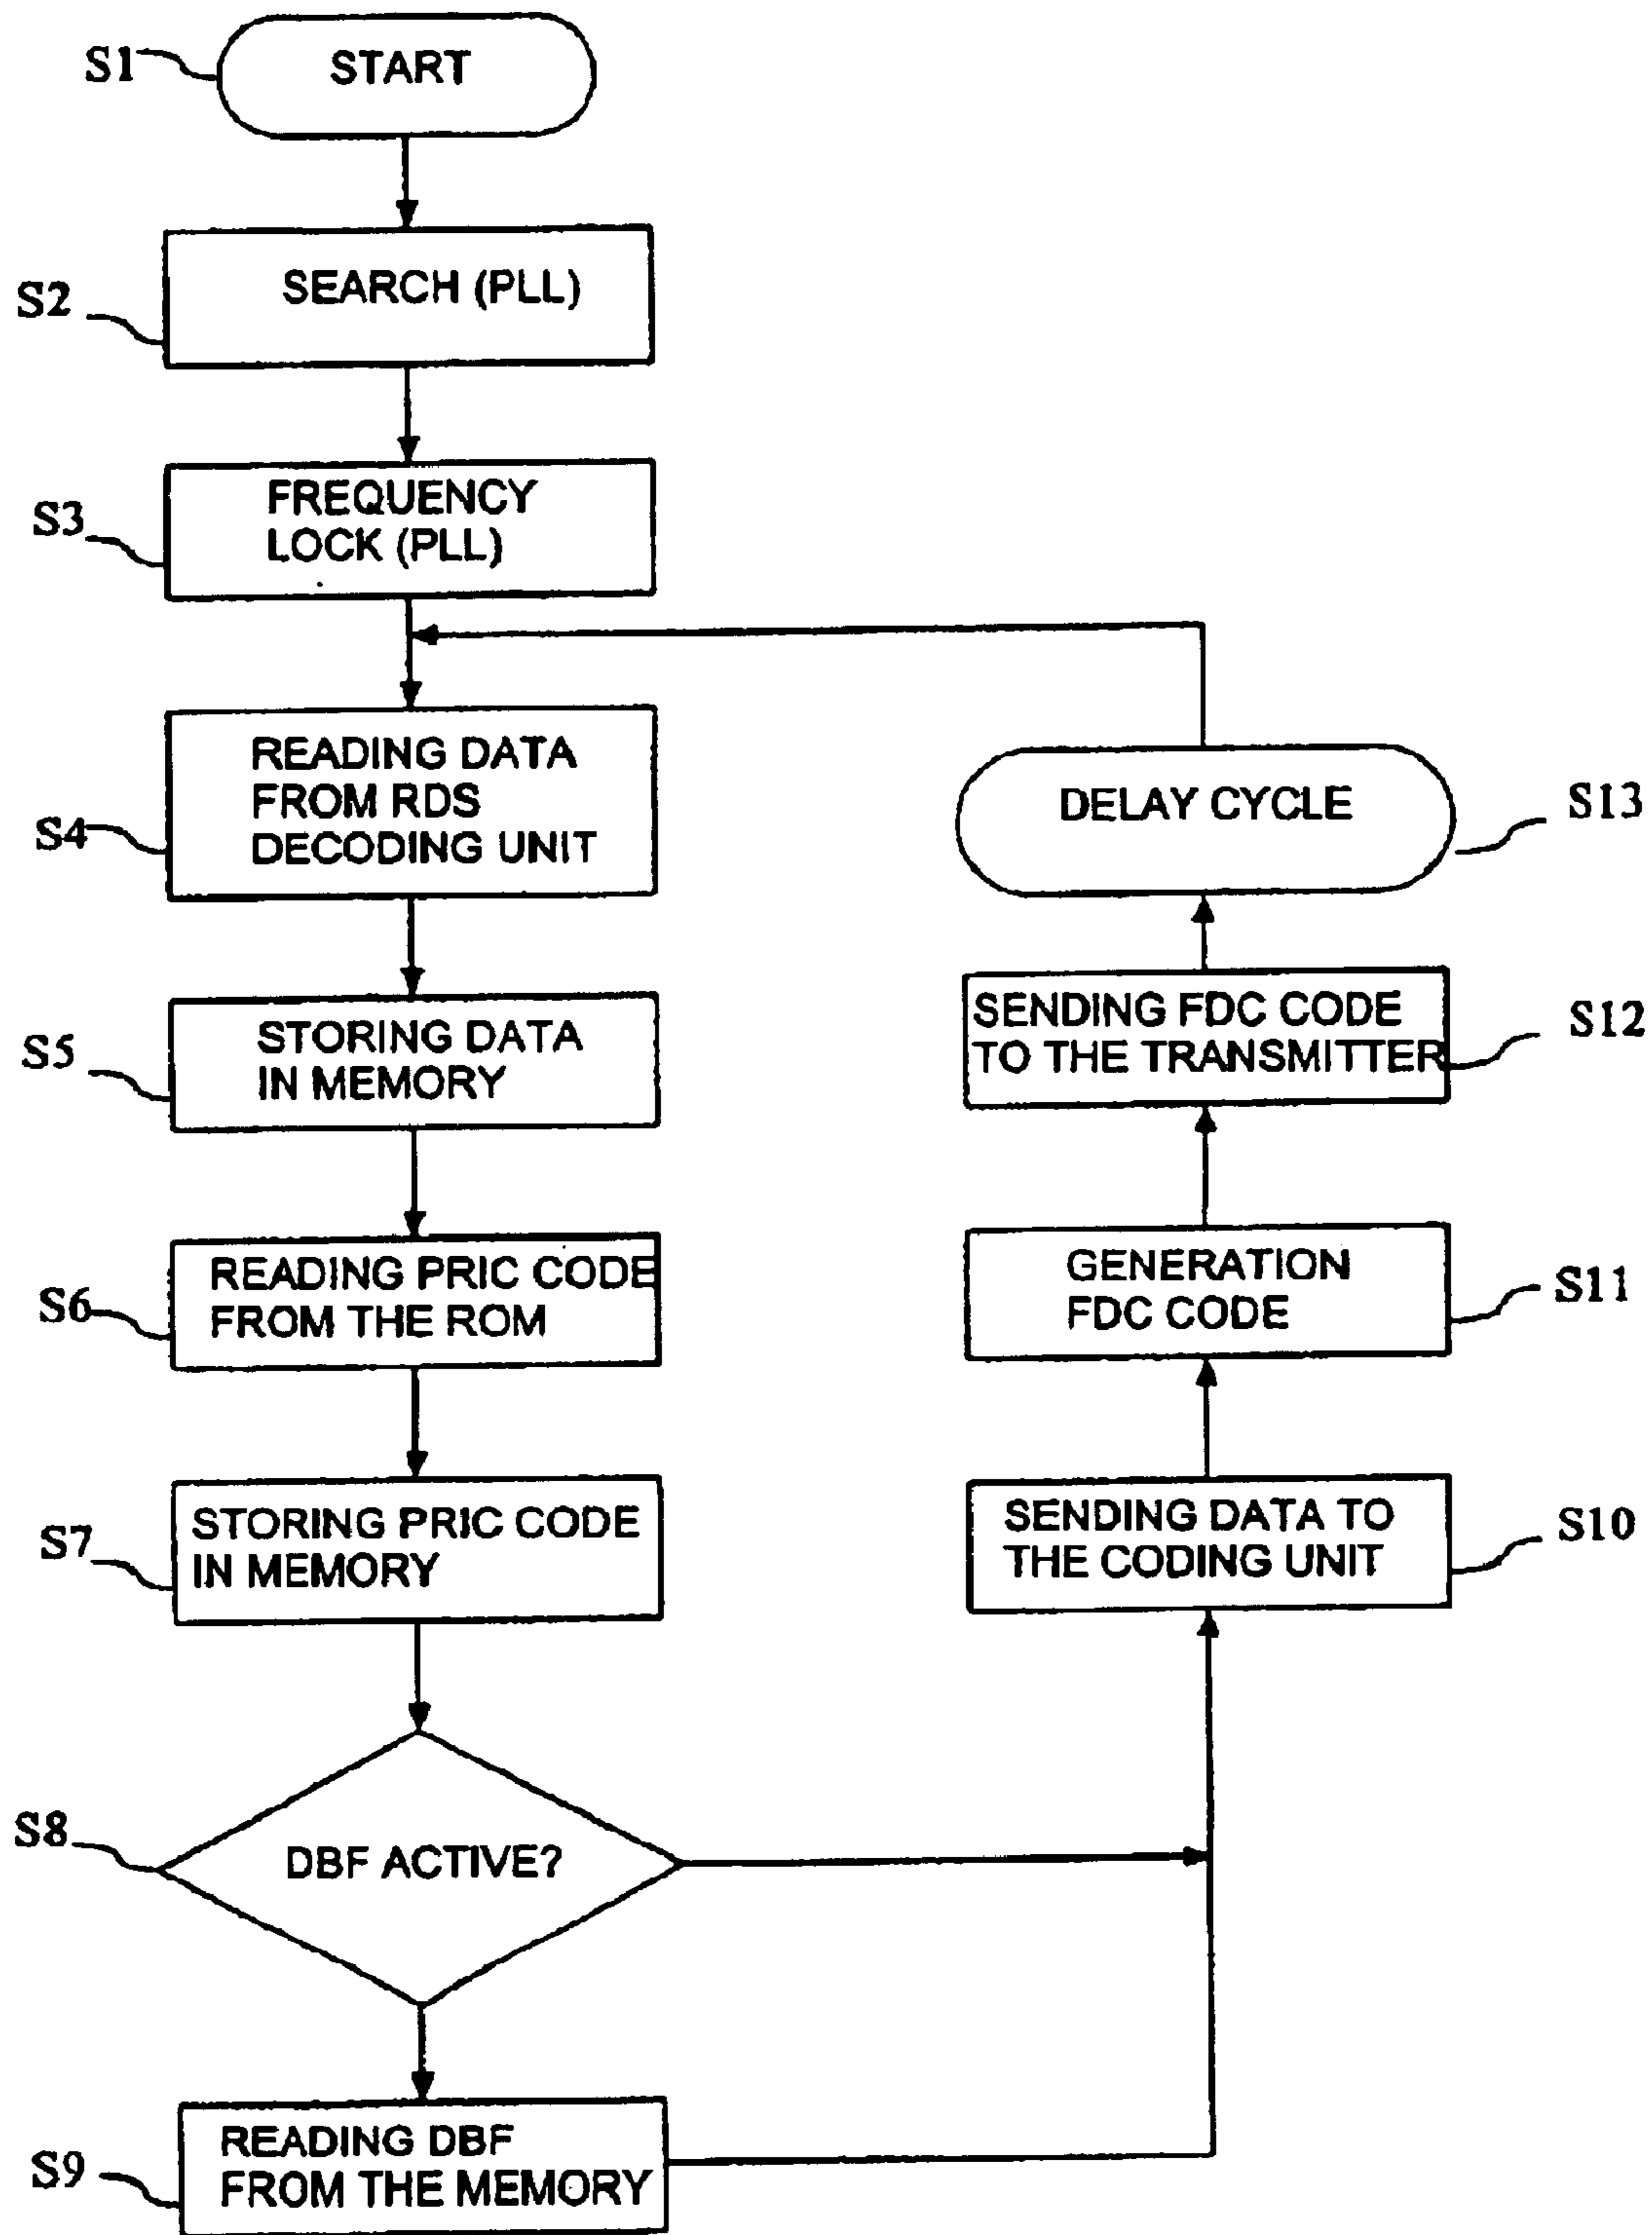 S1
START
S2
SEARCH (PLL)
S3
FREQUENCY
LOCK (PLL)
S4
READING DATA
FROM RDS
DECODING UNIT
S5
STORING DATA
IN MEMORY
S6
READING PRIC CODE
FROM THE ROM
S7
STORING PRIC CODE
IN MEMORY
S8
DBF ACTIVE?
S9
READING DBF
FROM THE MEMORY
SENDING DATA TO
THE CODING UNIT
S10
GENERATION
FDC CODE
S11
SENDING FDC CODE
TO THE TRANSMITTER
S12
DELAY CYCLE
S13